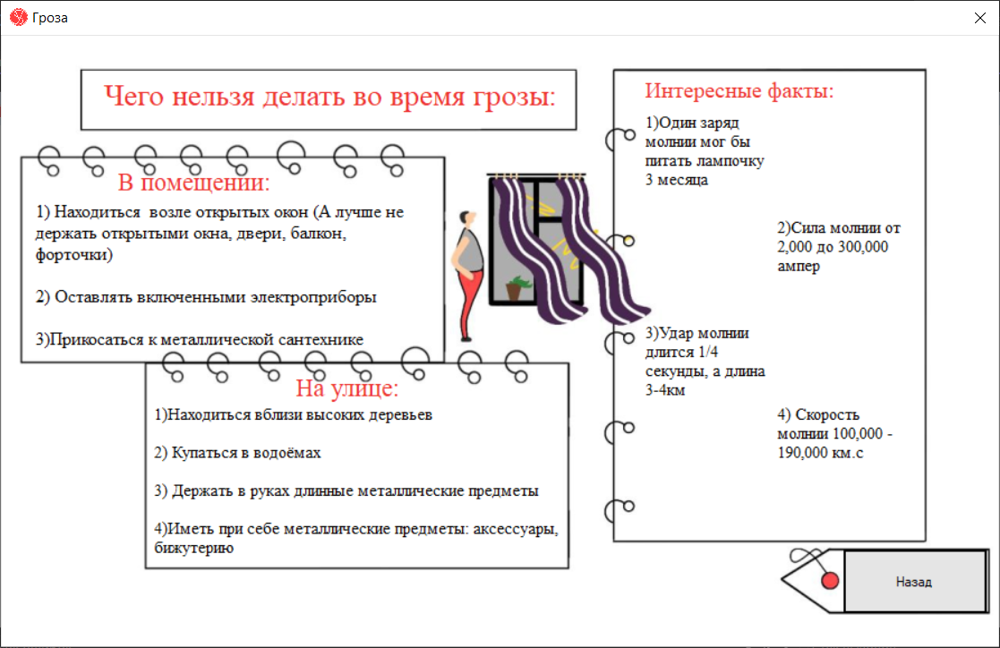 Гроза
Чего нельзя делать во время грозы:
В помещении:
1) Находиться  возле открытых окон (А лучше не
держать открытыми окна, двери, балкон,
форточки)
2) Оставлять включенными электроприборы
3)Прикосаться к металлической сантехнике
На улице:
1)Находиться вблизи высоких деревьев
2) Купаться в водоёмах
3) Держать в руках длинные металлические предметы
4)Иметь при себе металлические предметы: аксессуары,
бижутерию
Интересные факты:
1)Один заряд
молнии мог бы
питать лампочку
3 месяца
2)Сила молнии от
2,000 до 300,000
ампер
3)Удар молнии
длится 1/4
секунды, а длина
3-4км
4) Скорость
молнии 100,000 -
190,000 км.с
Назад